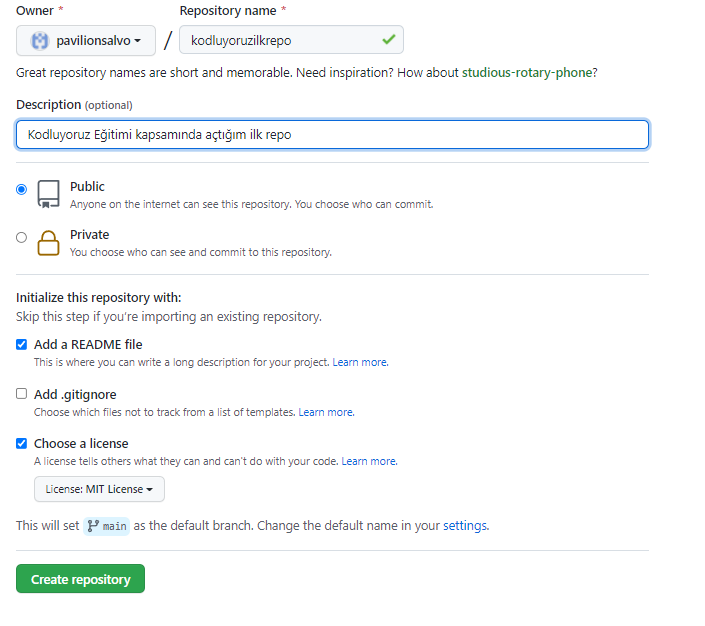 Owner * Repository name *
pavilionsalvo / kodluyoruzilkrepo
Great repository names are short and memorable. Need inspiration? How about studious-rotary-phone?
Description (optional)
Kodluyoruz Eğitimi kapsamında açtığım ilk repo
Public
Anyone on the internet can see this repository. You choose who can commit.
Private
You choose who can see and commit to this repository.
Initialize this repository with:
Skip this step if you're importing an existing repository.
Add a README file
This is where you can write a long description for your project. Learn more.
Add .gitignore
Choose which files not to track from a list of templates. Learn more.
Choose a license
A license tells others what they can and can't do with your code. Learn more.
License: MIT License
This will set main as the default branch. Change the default name in your settings.
Create repository